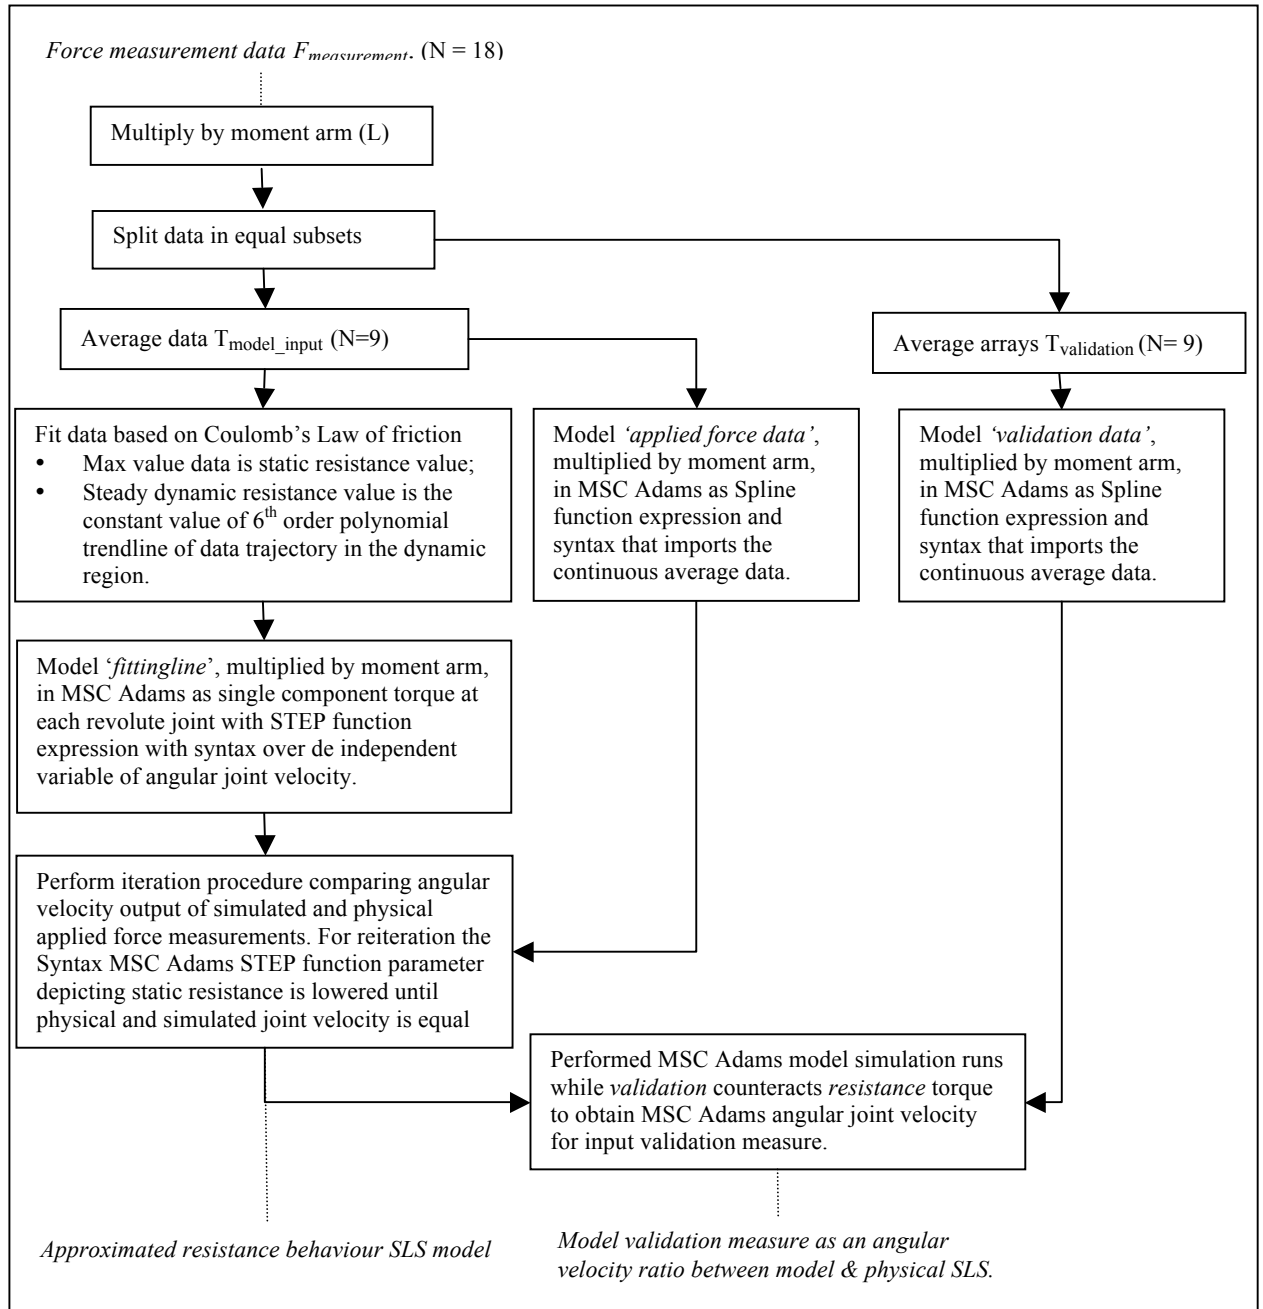 Force measurement data Fmeasurement. (N = 18)
Multiply by moment arm (L)
Split data in equal subsets
Average data Tmodel_input (N=9)
Average arrays Tvalidation (N= 9)
Fit data based on Coulomb’s Law of friction
• Max value data is static resistance value;
• Steady dynamic resistance value is the
constant value of 6th order polynomial
trendline of data trajectory in the dynamic
region.
Model ‘applied force data’,
multiplied by moment arm,
in MSC Adams as Spline
function expression and
syntax that imports the
continuous average data.
Model ‘validation data’,
multiplied by moment arm,
in MSC Adams as Spline
function expression and
syntax that imports the
continuous average data.
Model ‘fittingline’, multiplied by moment arm,
in MSC Adams as single component torque at
each revolute joint with STEP function
expression with syntax over de independent
variable of angular joint velocity.
Perform iteration procedure comparing angular
velocity output of simulated and physical
applied force measurements. For reiteration the
Syntax MSC Adams STEP function parameter
depicting static resistance is lowered until
physical and simulated joint velocity is equal
Performed MSC Adams model simulation runs
while validation counteracts resistance torque
to obtain MSC Adams angular joint velocity
for input validation measure.
Approximated resistance behaviour SLS model
Model validation measure as an angular
velocity ratio between model & physical SLS.